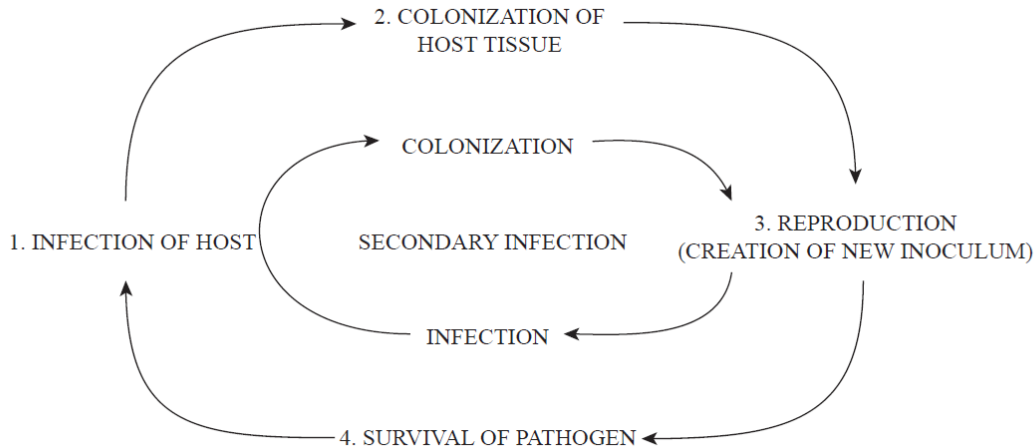 2. COLONIZATION OF
HOST TISSUE
COLONIZATION
1. INFECTION OF HOST
SECONDARY INFECTION
3. REPRODUCTION
(CREATION OF NEW INOCULUM)
INFECTION
4. SURVIVAL OF PATHOGEN